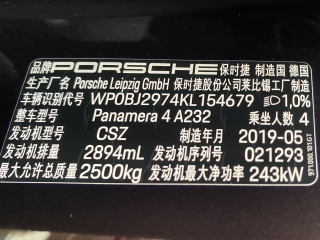 品牌 PORSCHE 保时捷 制造国 德国
生产厂名 Porsche Leipzig GmbH 保时捷股份公司莱比锡工厂制造
车辆识别代号 WP0BJ2974KL154679 1,0%
型号 Panamera 4 A232 乘坐人数 4
发动机型号 CSZ 制造年月 2019-05
发动机排量 2894mL 发动机序列号 021293
最大允许总质量 2500kg 发动机最大净功率 243kW
971.000.101.GT